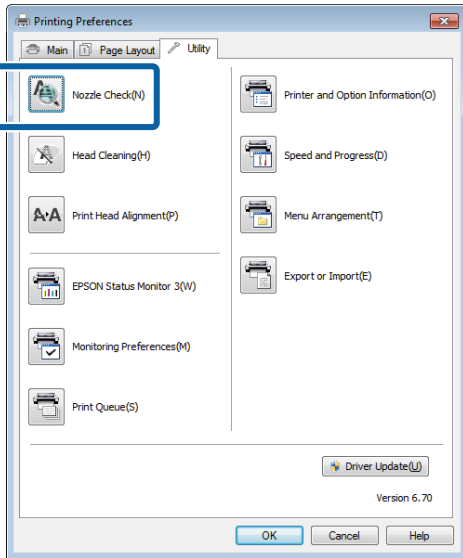 Printing Preferences
Main
Page Layout
Utility
Nozzle Check(N)
Printer and Option Information(O)
Head Cleaning(H)
Speed and Progress(D)
A A Print Head Alignment(P)
Menu Arrangement(T)
EPSON Status Monitor 3(W)
Export or Import(E)
Monitoring Preferences(M)
Print Queue(S)
Driver Update(U)
Version 6.70
OK
Cancel
Help